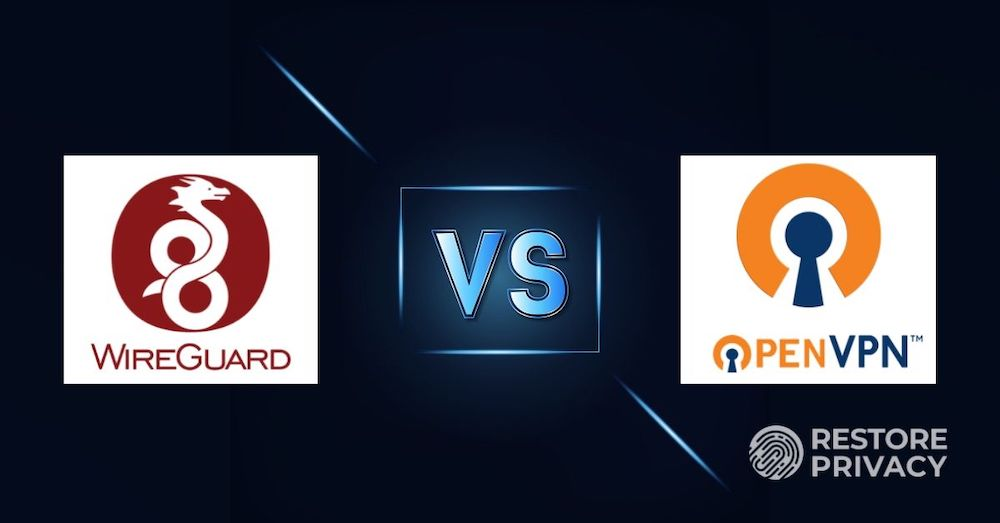 WIREGUARD
VS
OPENVPN™
RESTORE
PRIVACY